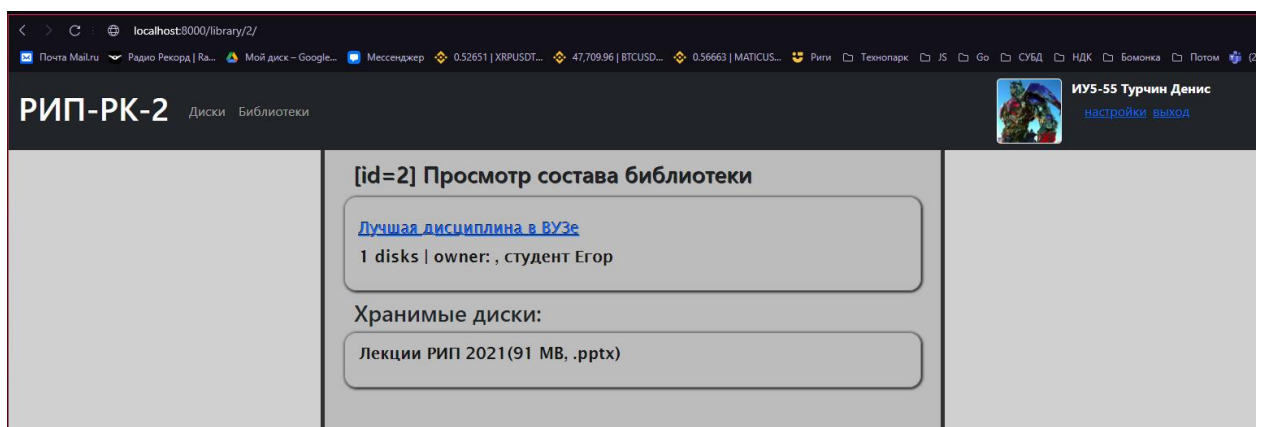 localhost:8000/library/2/
Почта Mail.ru Радио Рекорд | Ra... Мой диск – Google... Мессенджер 0.52651 | XRPUSDT... 47,709.96 | BTCUSD... 0.56663 | MATICUS... Риги Технопарк JS Go СУБД НДК Бомонка Потом (2
РИП-РК-2 Диски Библиотеки
ИУ5-55 Турчин Денис
настройки выход
[id=2] Просмотр состава библиотеки
Лучшая дисциплина в ВУЗе
1 disks | owner: , студент Егор
Хранимые диски:
Лекции РИП 2021(91 MB, .pptx)